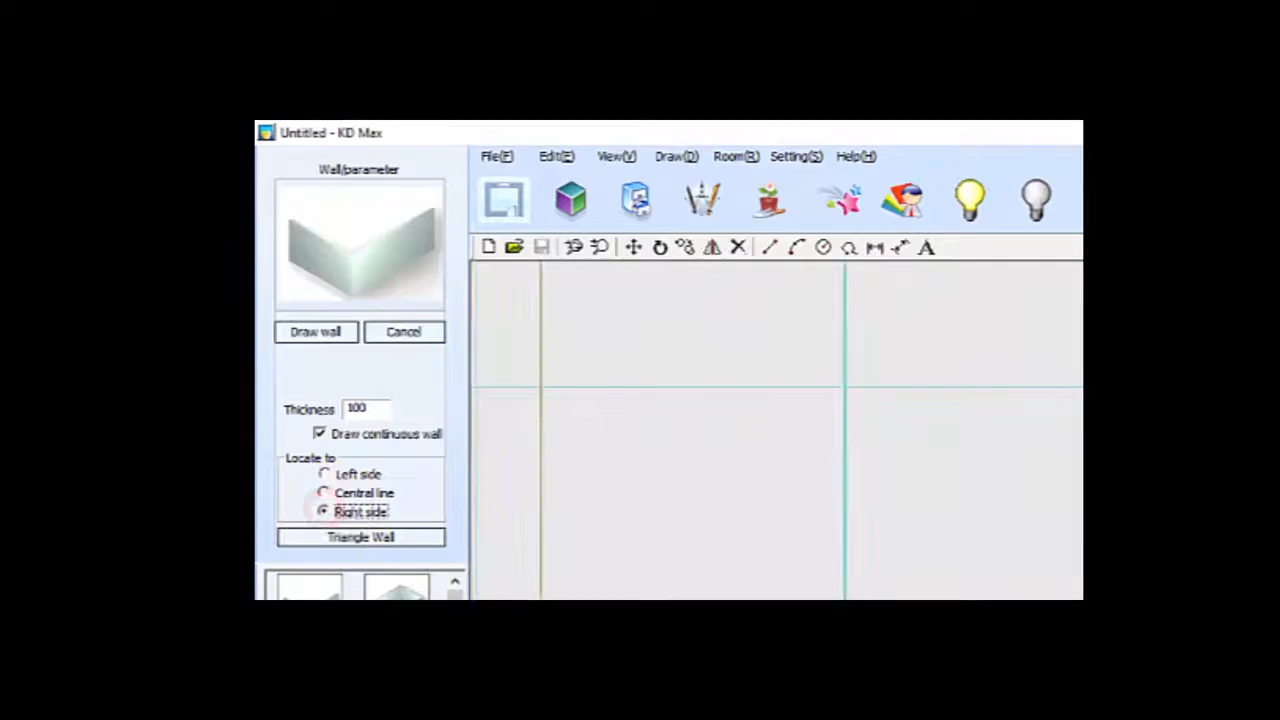 Untitled - KD Max
File(F) Edit(E) View(V) Draw(D) Room(R) Setting(S) Help(H)
Wall/parameter
Draw wall Cancel
Thickness 100
Draw continuous wall
Locate to
Left side
Central line
Right side
Triangle Wall
A